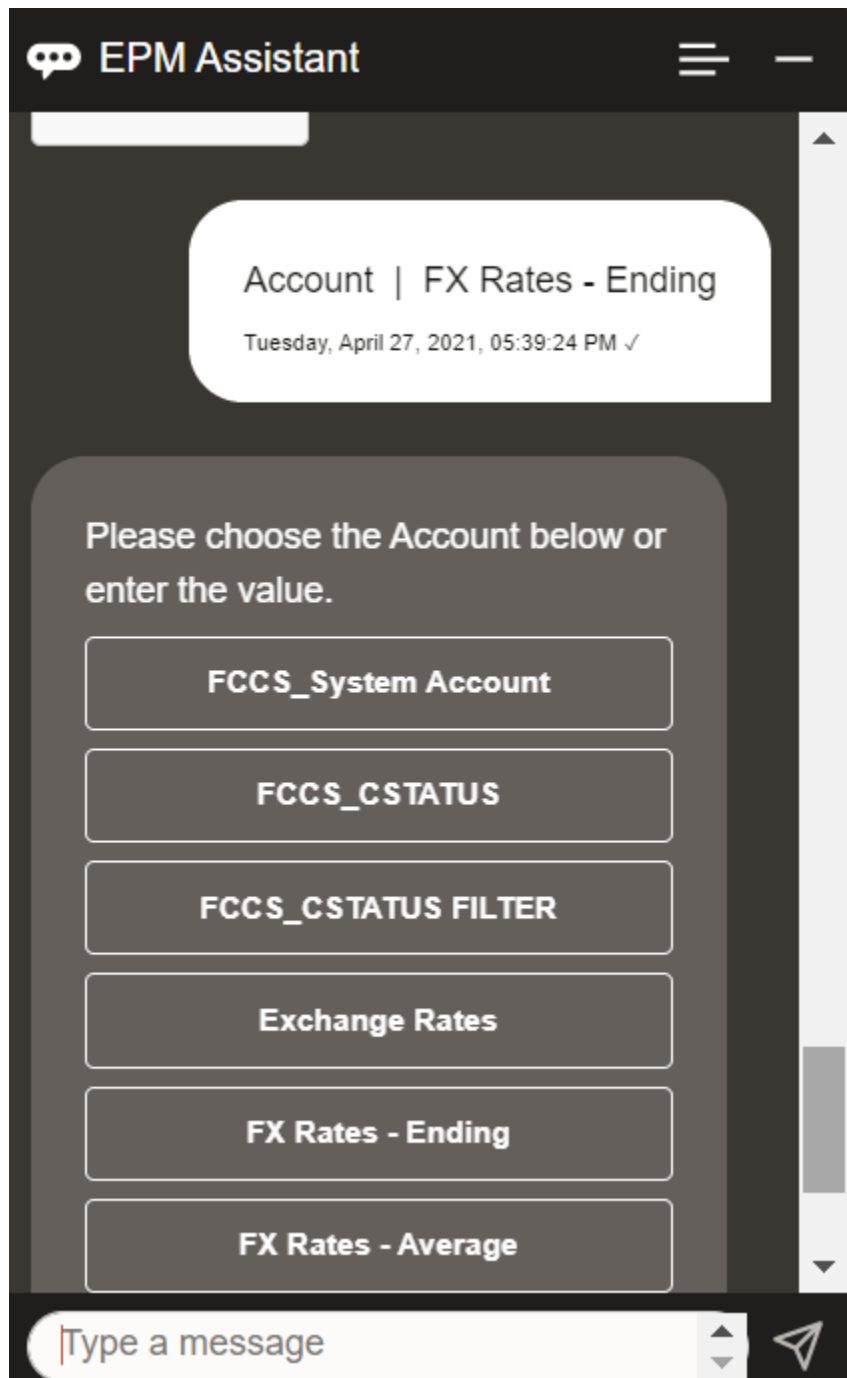 EPM Assistant
Account | FX Rates - Ending
Tuesday, April 27, 2021, 05:39:24 PM ✓
Please choose the Account below or
enter the value.
FCCS_System Account
FCCS_CSTATUS
FCCS_CSTATUS FILTER
Exchange Rates
FX Rates - Ending
FX Rates - Average
Type a message